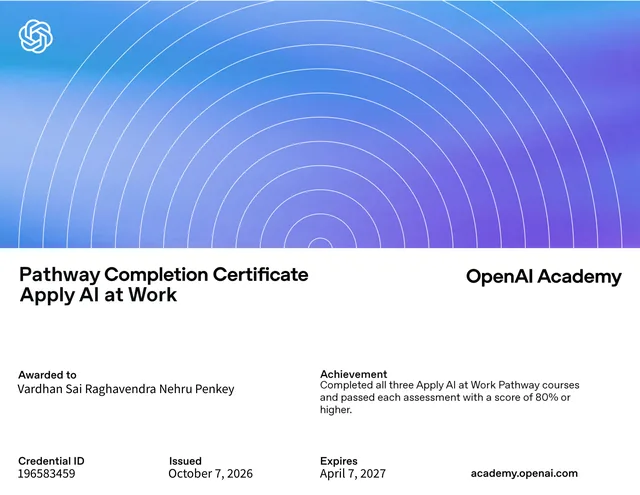 Pathway Completion Certificate
Apply AI at Work
OpenAI Academy
Awarded to
Vardhan Sai Raghavendra Nehru Penkey
Achievement
Completed all three Apply AI at Work Pathway courses
and passed each assessment with a score of 80% or
higher.
Credential ID
196583459
Issued
October 7, 2026
Expires
April 7, 2027
academy.openai.com